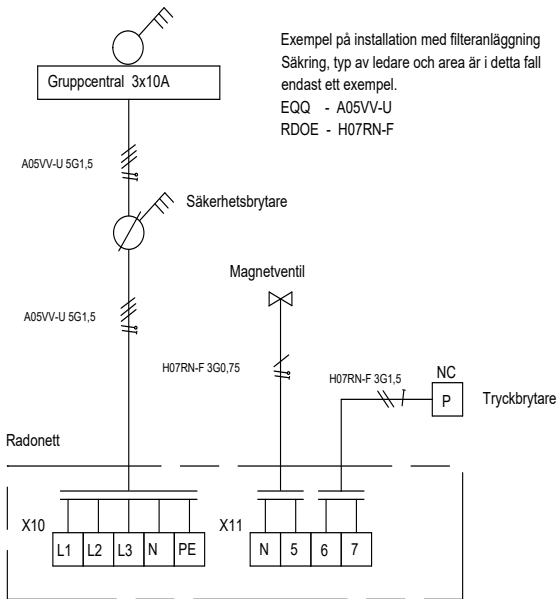 Exempel på installation med filteranläggning
Säkring, typ av ledare och area är i detta fall
endast ett exempel.
EQQ - A05VV-U
RDOE - H07RN-F
Gruppcentral 3x10A
A05VV-U 5G1,5
Säkerhetsbrytare
A05VV-U 5G1,5
Magnetventil
H07RN-F 3G0,75
H07RN-F 3G1,5
NC
P
Tryckbrytare
Radonett
X10
L1 L2 L3 N PE
X11
N 5 6 7